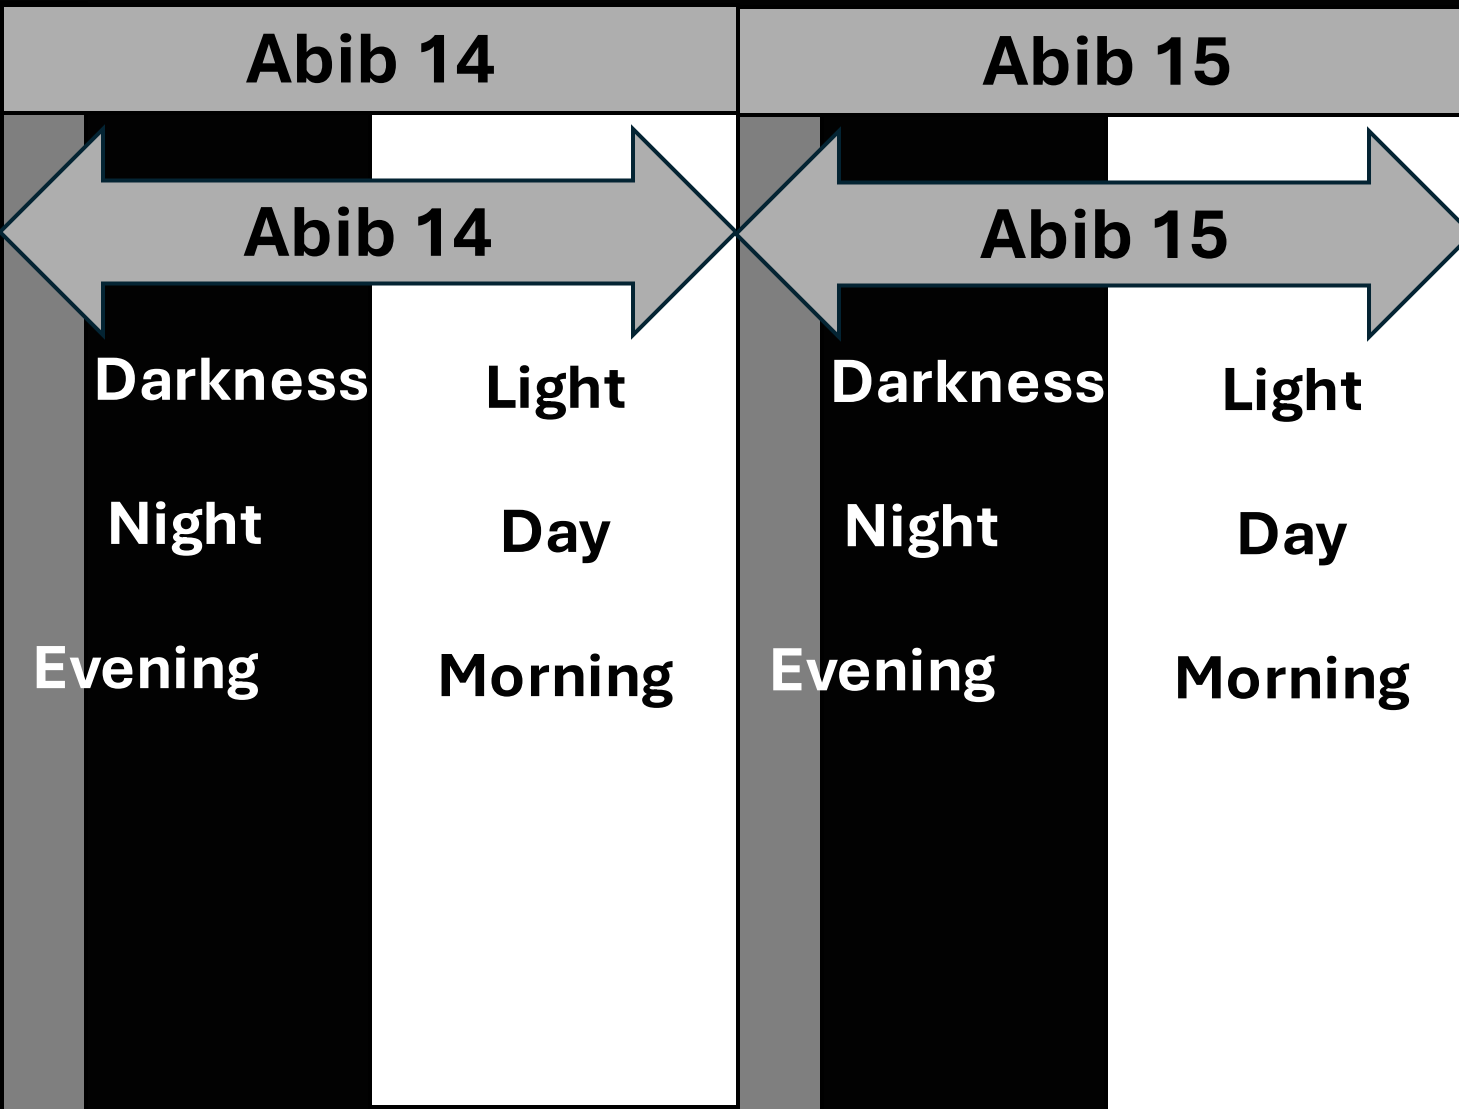 Abib 14
Abib 15
Abib 14
Abib 15
Darkness
Light
Darkness
Light
Night
Day
Night
Day
Evening
Morning
Evening
Morning